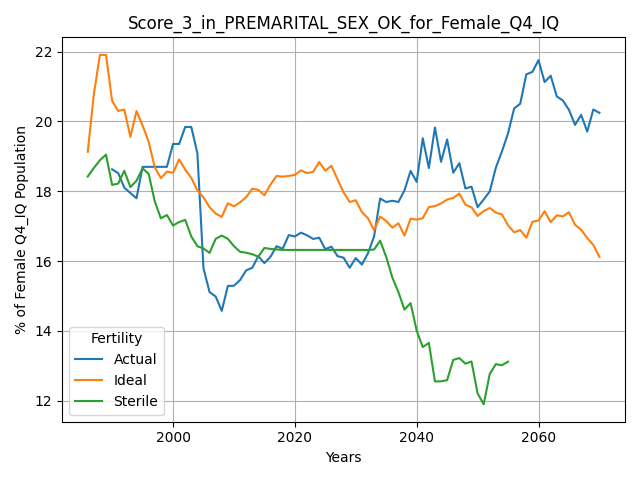 Score_3_in_PREMARITAL_SEX_OK_for_Female_Q4_IQ
% of Female Q4_IQ Population
22
20
18
16
14
12
Fertility
Actual
Ideal
Sterile
2000 2020 2040 2060
Years